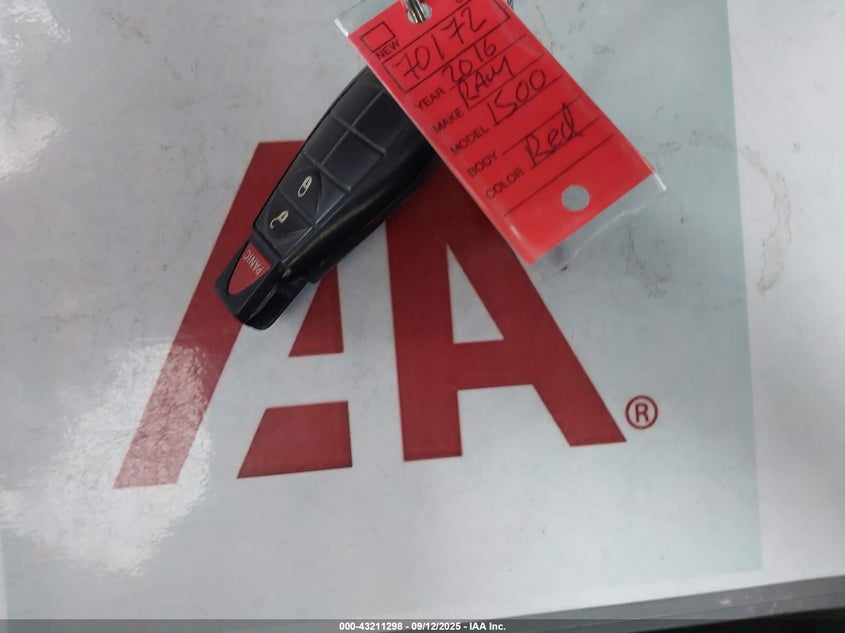 NEW
70172
YEAR 2016
MAKE RAM
MODEL 1500
BODY
COLOR Red
PANIC
IAA®
000-43211298 - 09/12/2025 - IAA Inc.